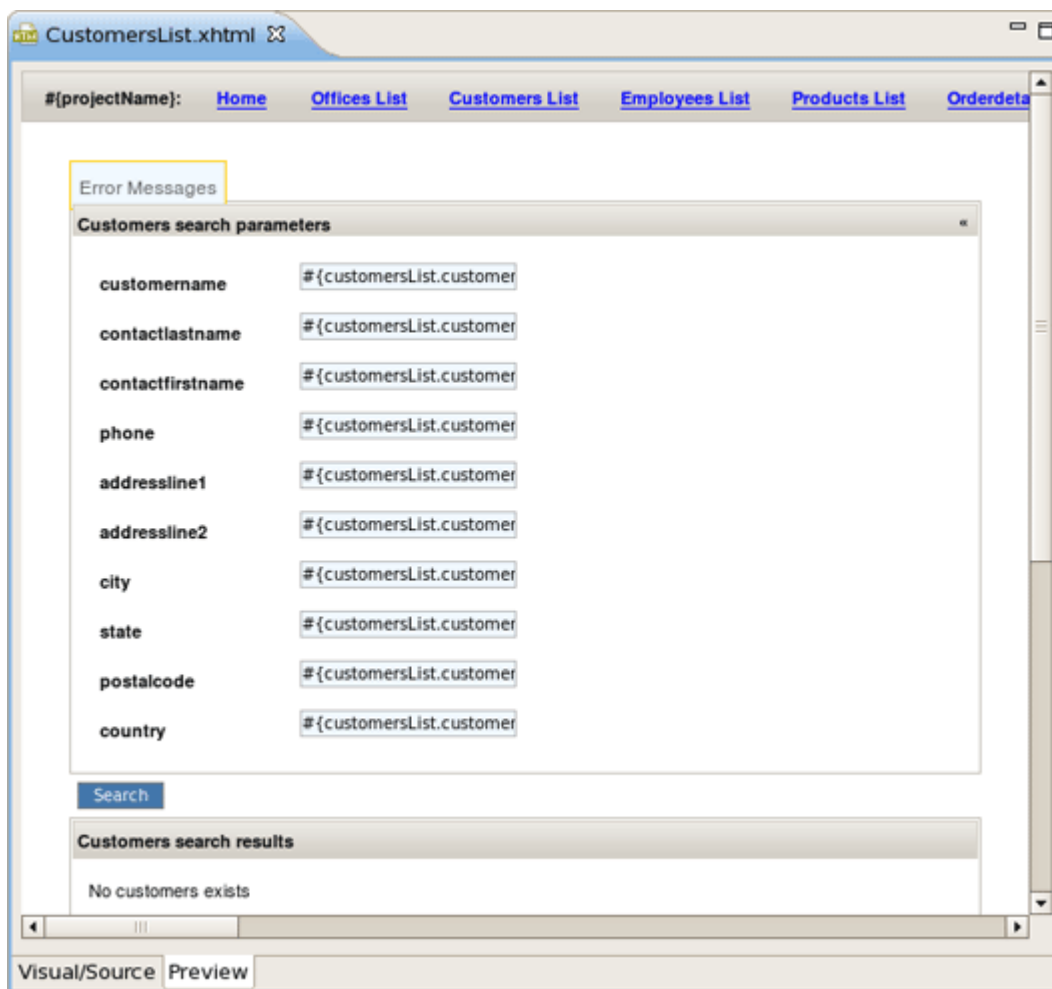 CustomersList.xhtml
#{projectName}: Home Offices List Customers List Employees List Products List Orderdeta
Error Messages
Customers search parameters «
customername #{customersList.customer
contactlastname #{customersList.customer
contactfirstname #{customersList.customer
phone #{customersList.customer
addressline1 #{customersList.customer
addressline2 #{customersList.customer
city #{customersList.customer
state #{customersList.customer
postalcode #{customersList.customer
country #{customersList.customer
Search
Customers search results
No customers exists
Visual/Source Preview